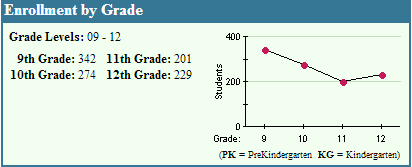 Enrollment by Grade
Grade Levels: 09 - 12
9th Grade: 342 11th Grade: 201
10th Grade: 274 12th Grade: 229
Students
400
200
0
Grade: 9 10 11 12
(PK = PreKindergarten KG = Kindergarten)